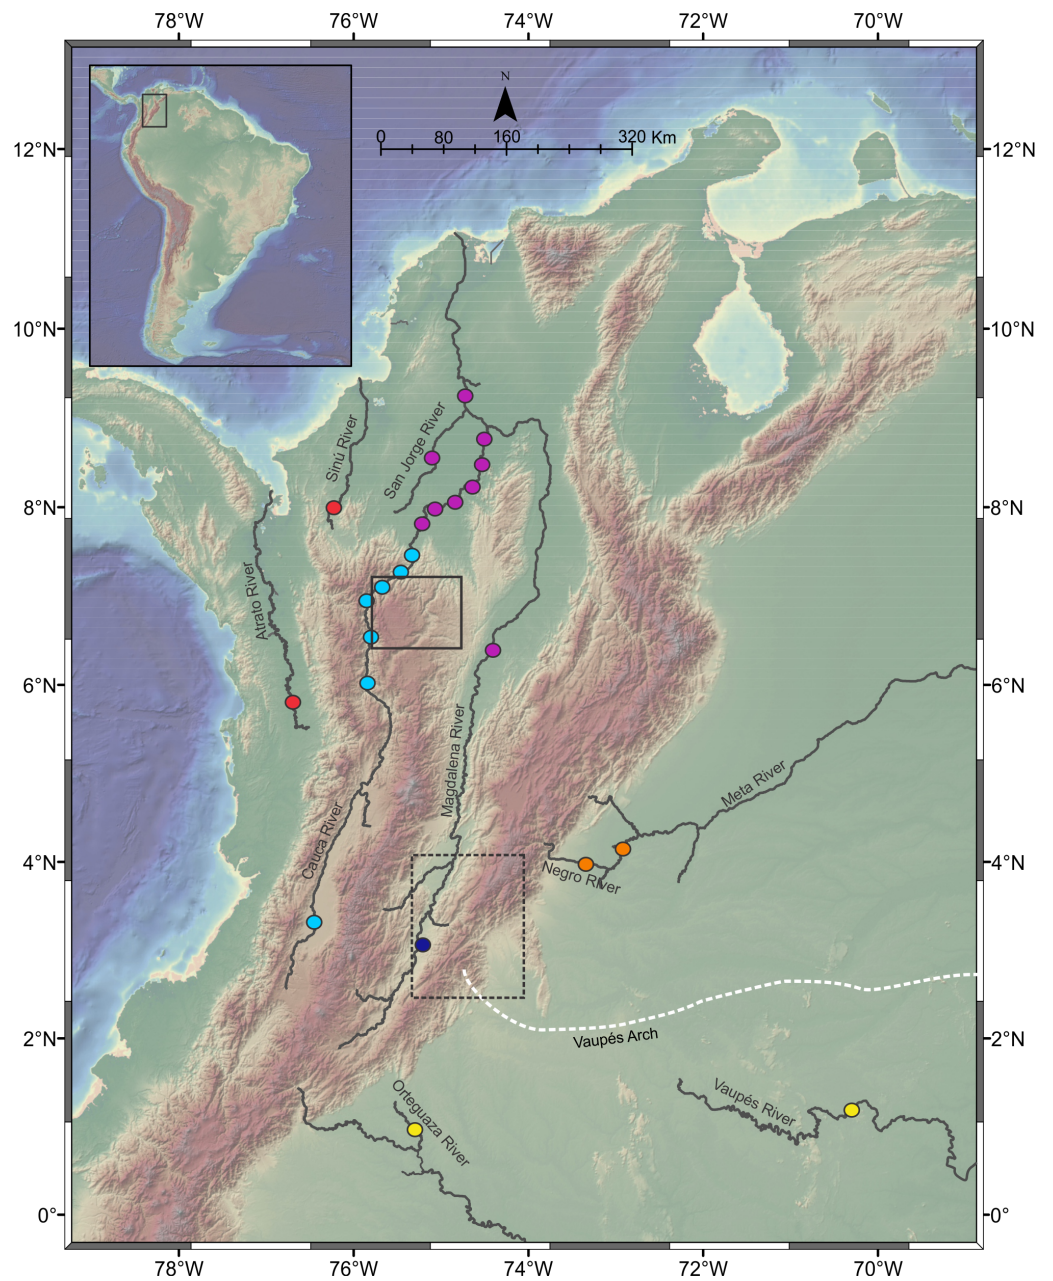 78°W 76°W 74°W 72°W 70°W
N
0 80 160 320 Km
12°N 12°N
10°N 10°N
Sinú River
San Jorge River
8°N 8°N
Atrato River
6°N 6°N
Magdalena River
Meta River
Cauca River
4°N 4°N
Negro River
2°N 2°N
Vaupés Arch
Orteguaza River
Vaupés River
0° 0°
78°W 76°W 74°W 72°W 70°W